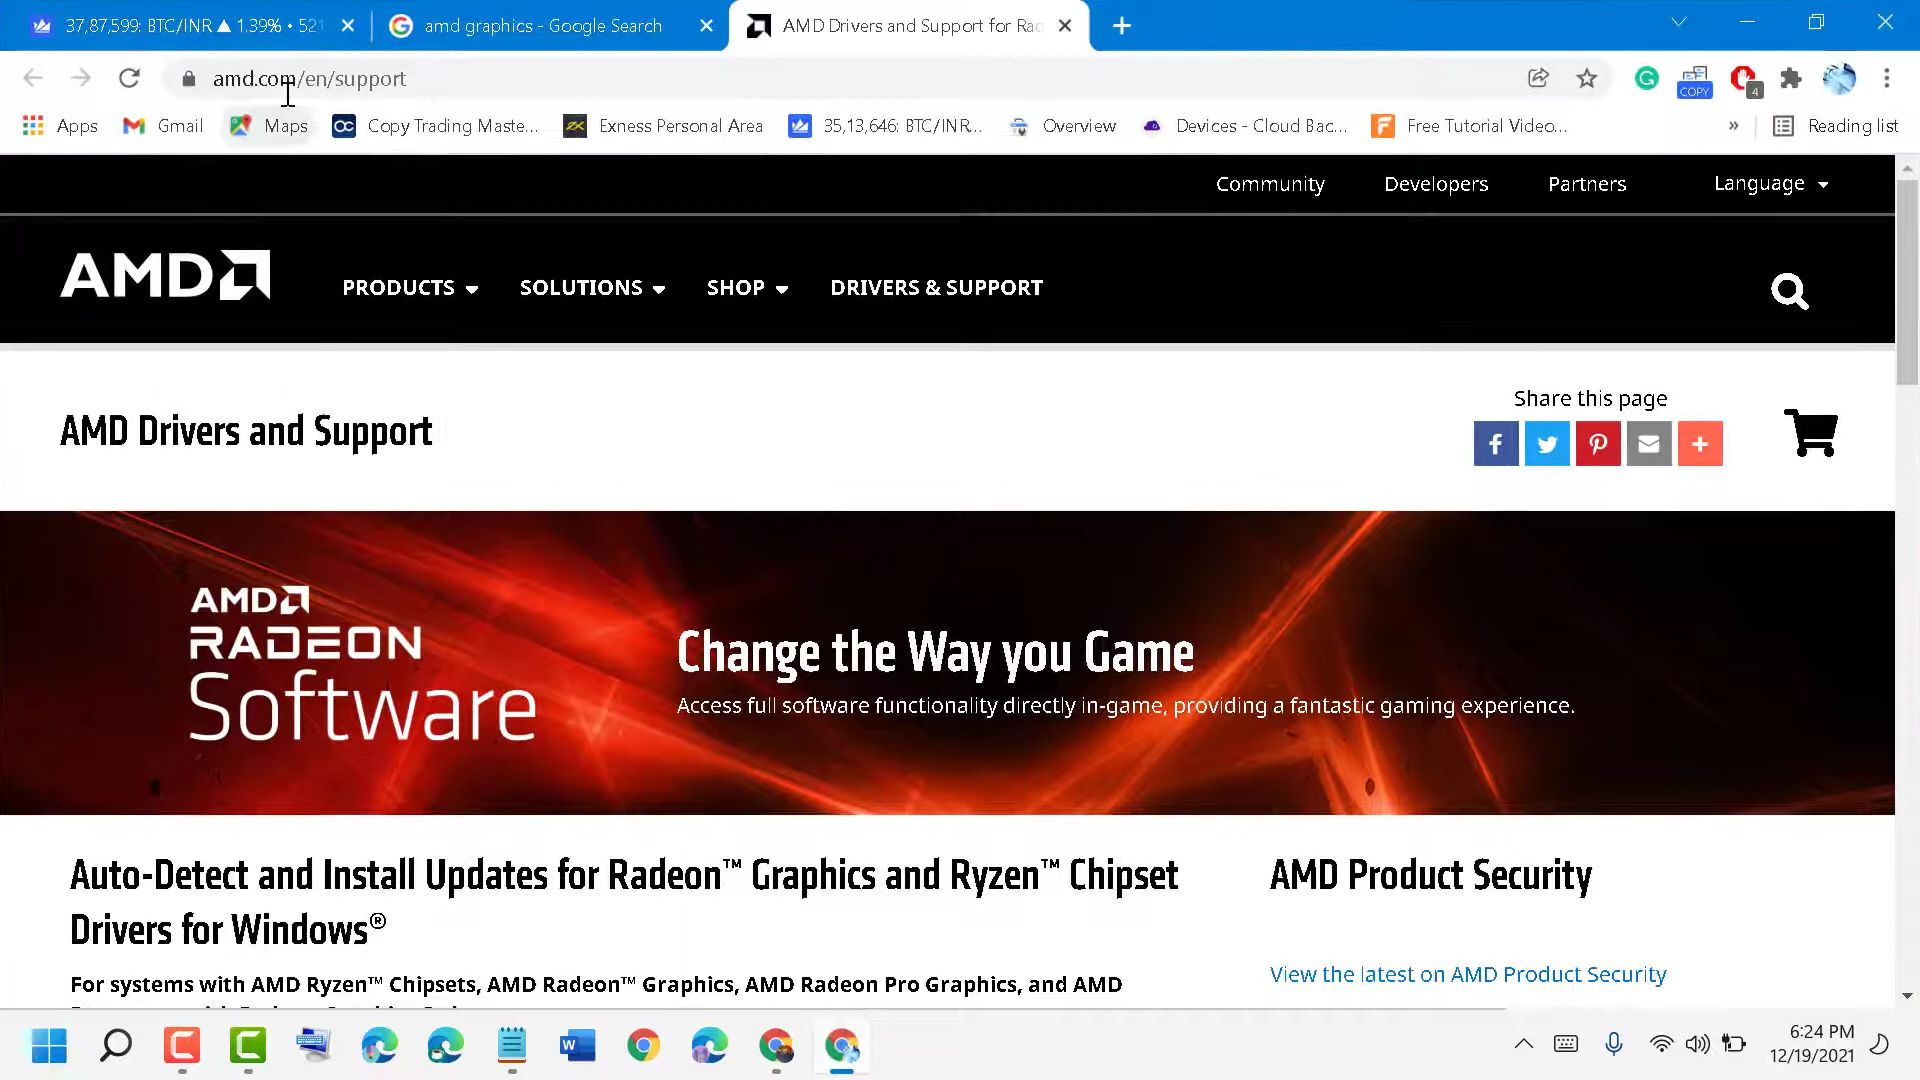 37,87,599: BTC/INR ▲ 1.39% • 521
amd graphics - Google Search
AMD Drivers and Support for Rad
amd.com/en/support
COPY
4
Apps
Gmail
Maps
Copy Trading Maste...
Exness Personal Area
35,13,646: BTC/INR...
Overview
Devices - Cloud Bac...
Free Tutorial Video...
»
Reading list
Community
Developers
Partners
Language
AMD
PRODUCTS
SOLUTIONS
SHOP
DRIVERS & SUPPORT
AMD Drivers and Support
Share this page
AMD
RADEON
Software
Change the Way you Game
Access full software functionality directly in-game, providing a fantastic gaming experience.
Auto-Detect and Install Updates for Radeon™ Graphics and Ryzen™ Chipset
Drivers for Windows®
For systems with AMD Ryzen™ Chipsets, AMD Radeon™ Graphics, AMD Radeon Pro Graphics, and AMD
AMD Product Security
View the latest on AMD Product Security
6:24 PM
12/19/2021